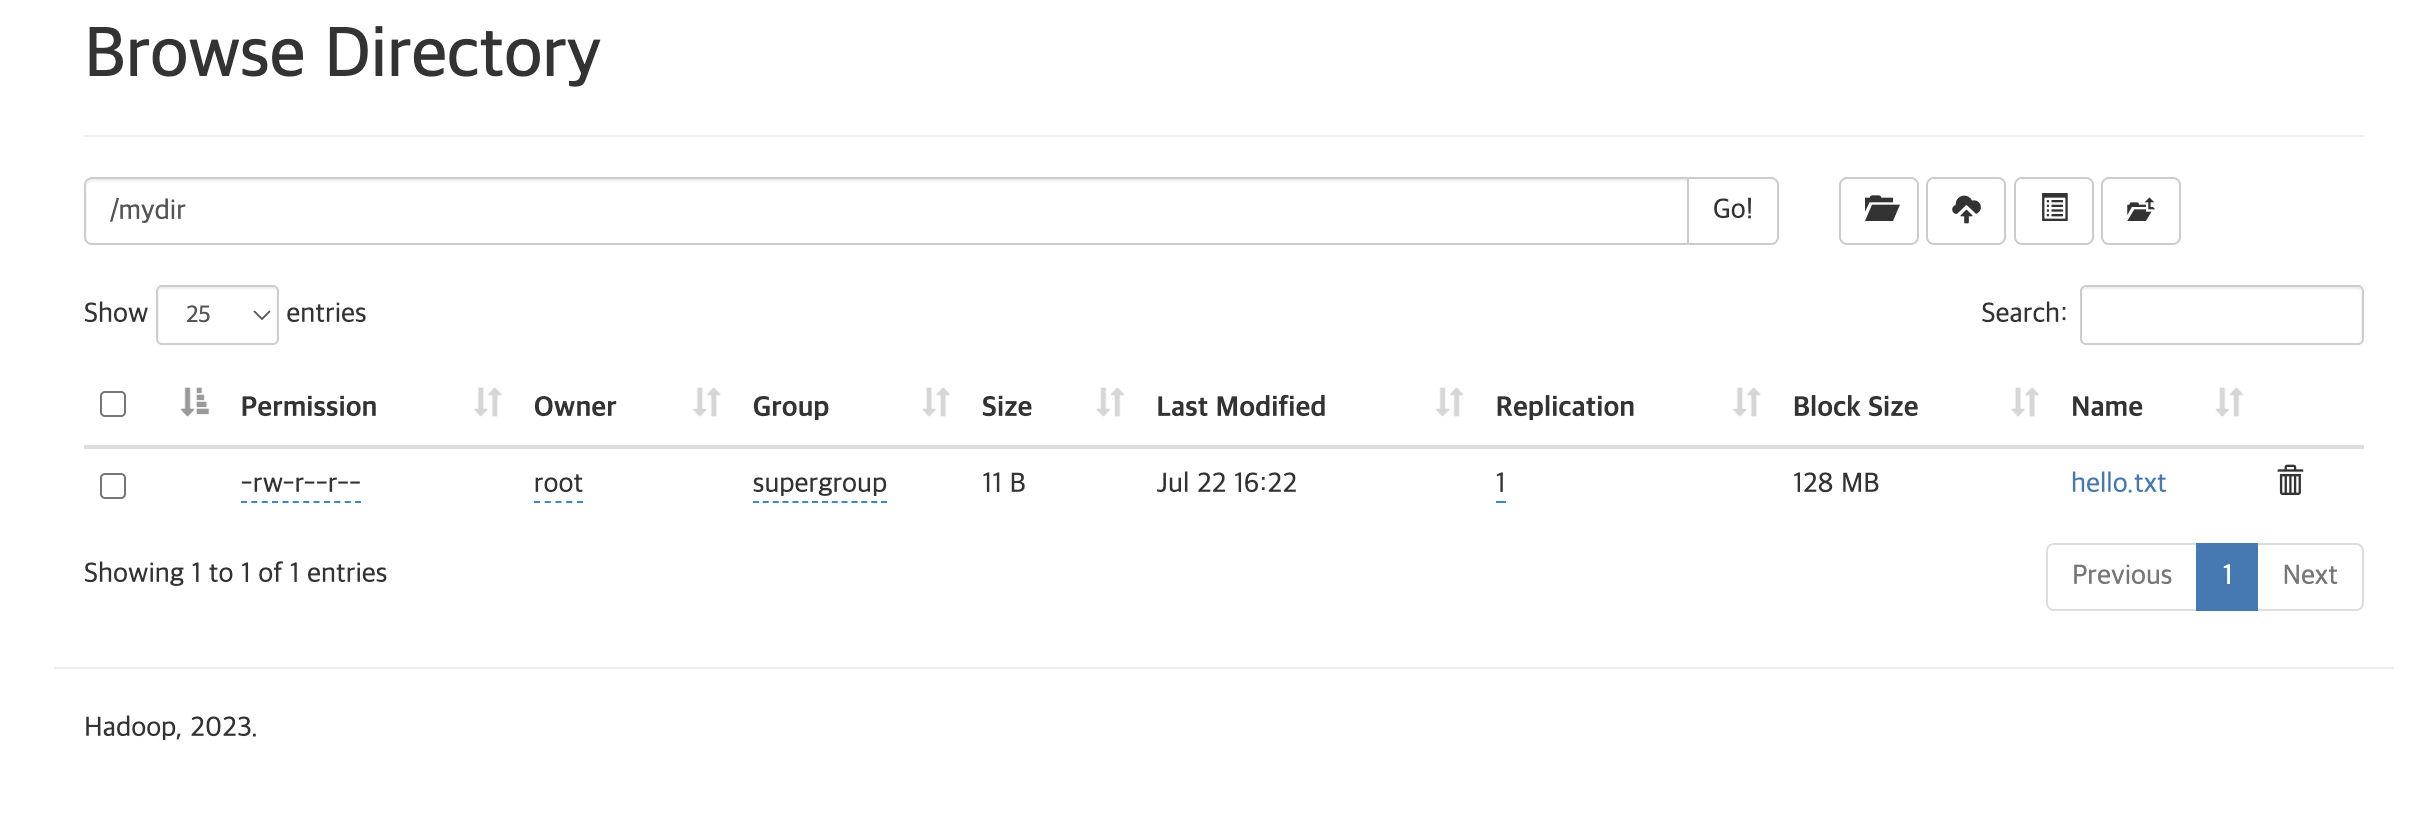 Browse Directory
/mydir Go!
Show 25 entries Search:
Permission Owner Group Size Last Modified Replication Block Size Name
-rw-r--r-- root supergroup 11 B Jul 22 16:22 1 128 MB hello.txt
Showing 1 to 1 of 1 entries Previous 1 Next
Hadoop, 2023.